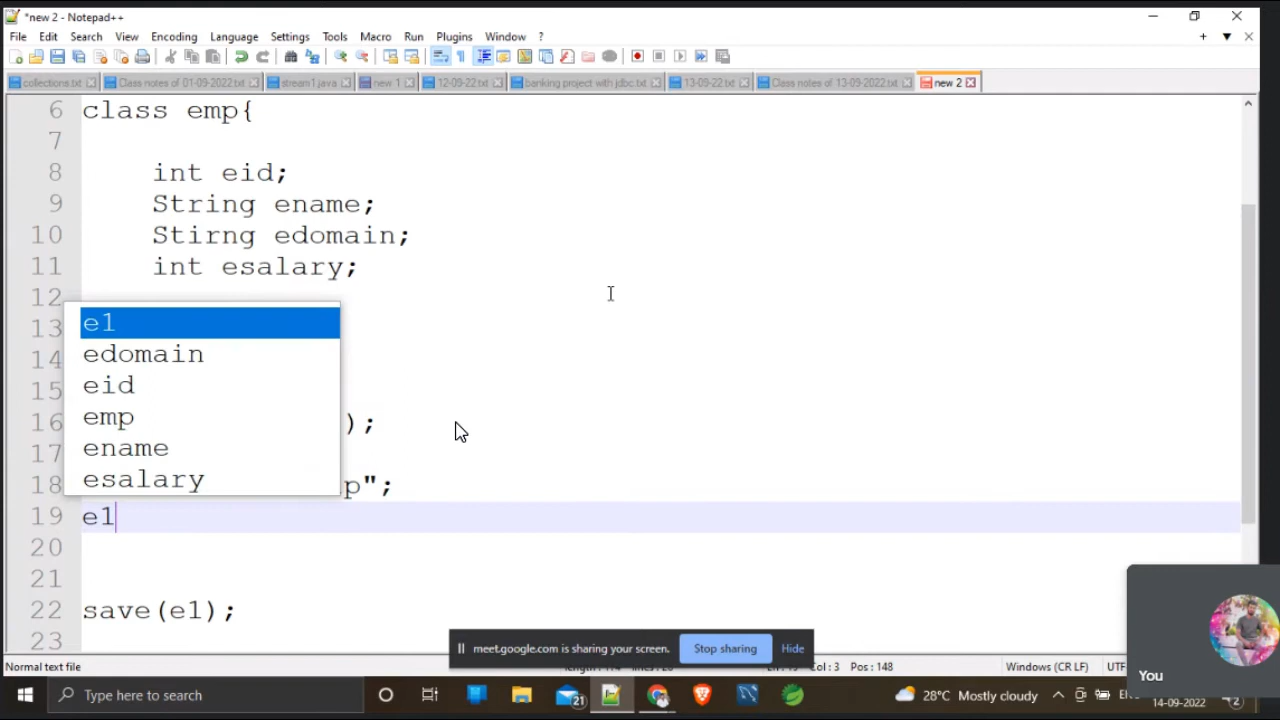 *new 2 - Notepad++
File Edit Search View Encoding Language Settings Tools Macro Run Plugins Window ?
collections.txt Class notes of 01-09-2022.txt stream1.java new 1 12-09-22.txt banking project with jdbc.txt 13-09-22.txt Class notes of 13-09-2022.txt new 2
6 class emp{
7
8 int eid;
9 String ename;
10 Stirng edomain;
11 int esalary;
12
13 e1
14 edomain
15 eid
16 emp );
17 ename
18 esalary p";
19 e1
20
21
22 save(e1);
23
meet.google.com is sharing your screen. Stop sharing Hide
You
Normal text file Col : 3 Pos : 148 Windows (CR LF) UTF
Type here to search 21 28°C Mostly cloudy 14-09-2022 2